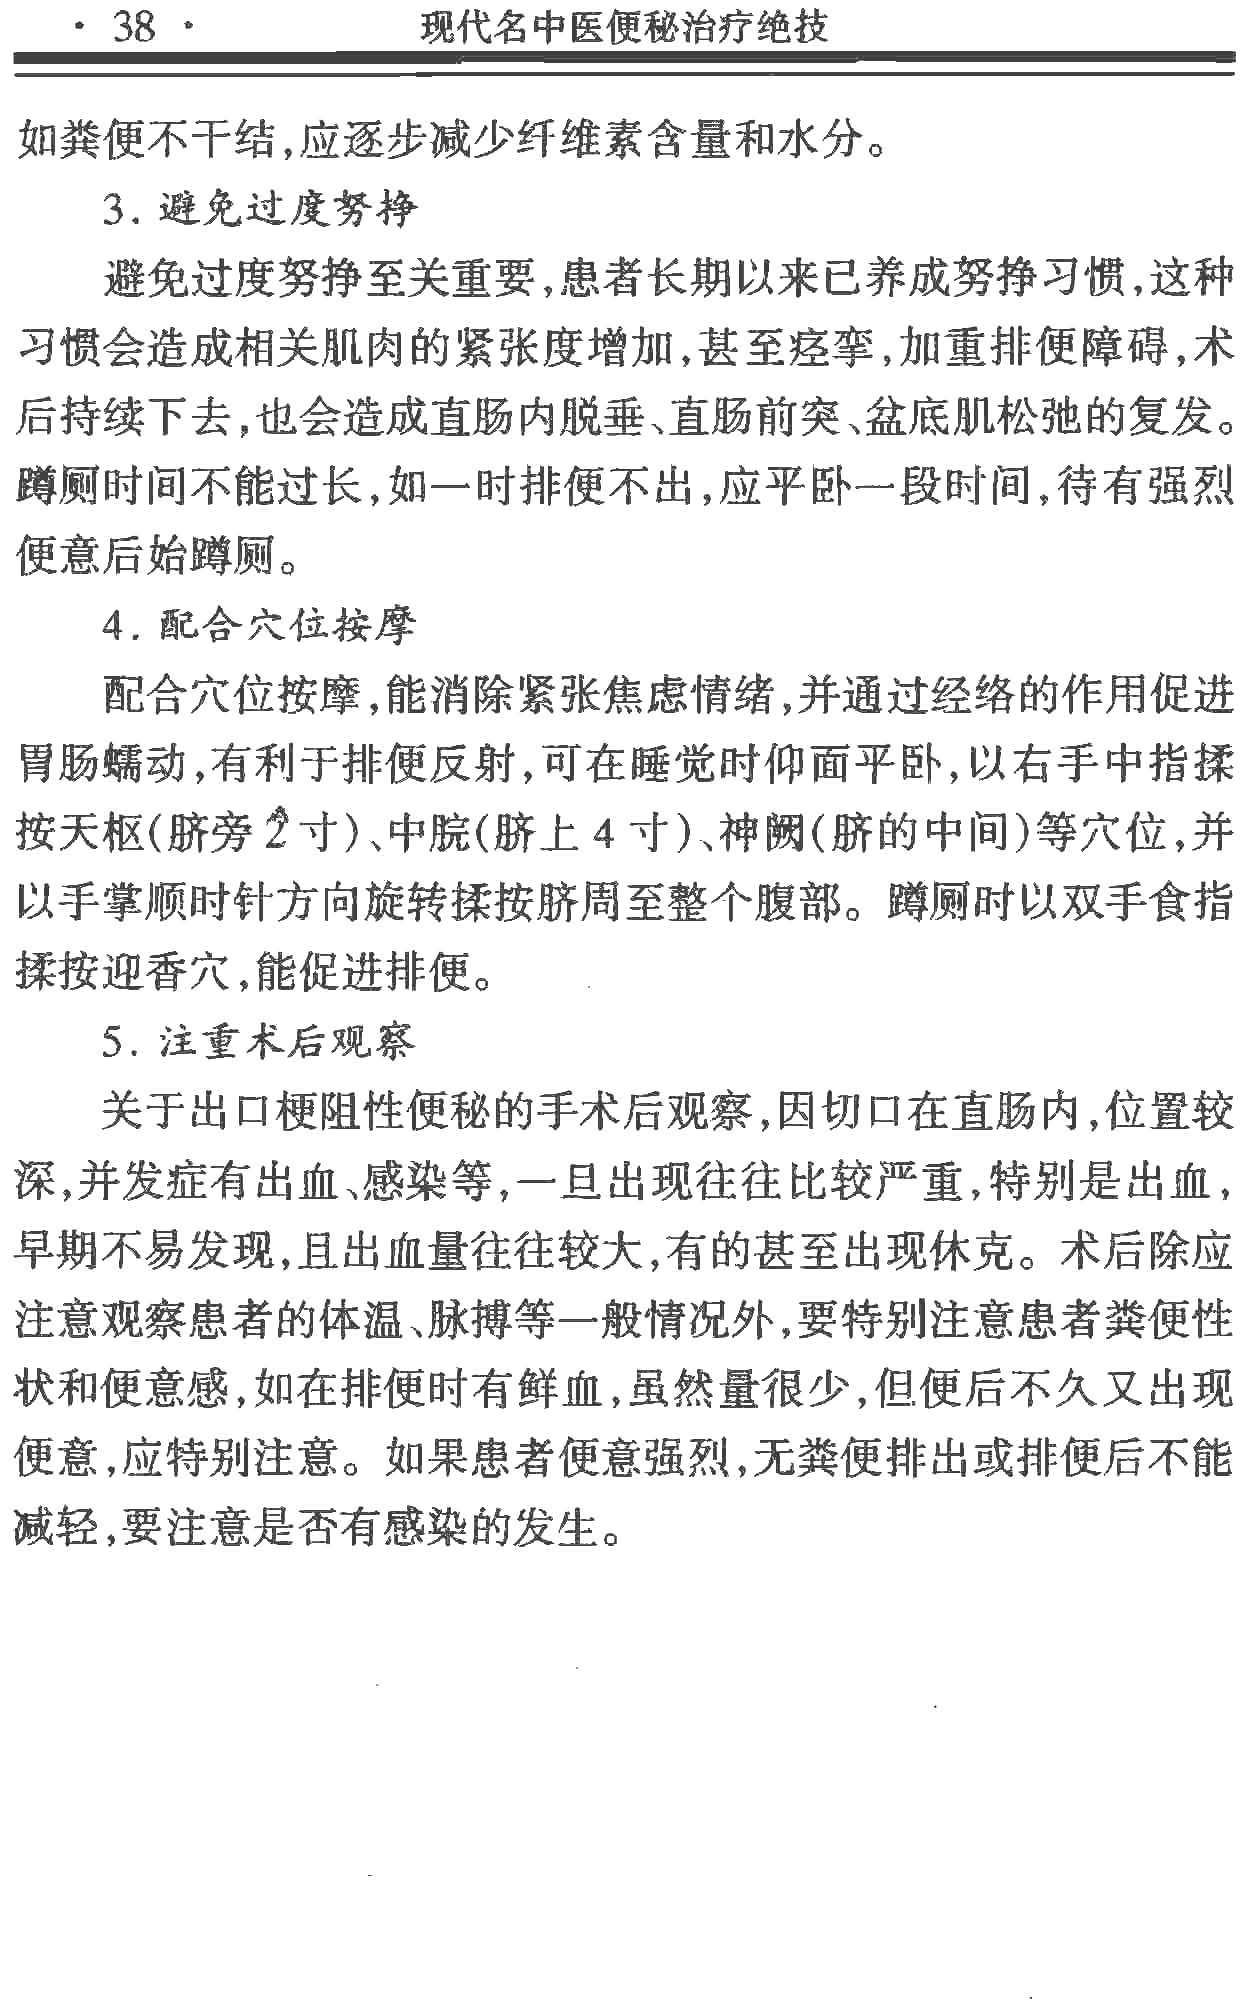 · 38 · 现代名中医便秘治疗绝技
如粪便不干结,应逐步减少纤维素含量和水分。
3. 避免过度努挣
避免过度努挣至关重要,患者长期以来已养成努挣习惯,这种
习惯会造成相关肌肉的紧张度增加,甚至痉挛,加重排便障碍,术
后持续下去,也会造成直肠内脱垂、直肠前突、盆底肌松弛的复发。
蹲厕时间不能过长,如一时排便不出,应平卧一段时间,待有强烈
便意后始蹲厕。
4. 配合穴位按摩
配合穴位按摩,能消除紧张焦虑情绪,并通过经络的作用促进
胃肠蠕动,有利于排便反射,可在睡觉时仰面平卧,以右手中指揉
按天枢(脐旁 2 寸)、中脘(脐上 4 寸)、神阙(脐的中间)等穴位,并
以手掌顺时针方向旋转揉按脐周至整个腹部。蹲厕时以双手食指
揉按迎香穴,能促进排便。
5. 注重术后观察
关于出口梗阻性便秘的手术后观察,因切口在直肠内,位置较
深,并发症有出血、感染等,一旦出现往往比较严重,特别是出血,
早期不易发现,且出血量往往较大,有的甚至出现休克。术后除应
注意观察患者的体温、脉搏等一般情况外,要特别注意患者粪便性
状和便意感,如在排便时有鲜血,虽然量很少,但便后不久又出现
便意,应特别注意。如果患者便意强烈,无粪便排出或排便后不能
减轻,要注意是否有感染的发生。